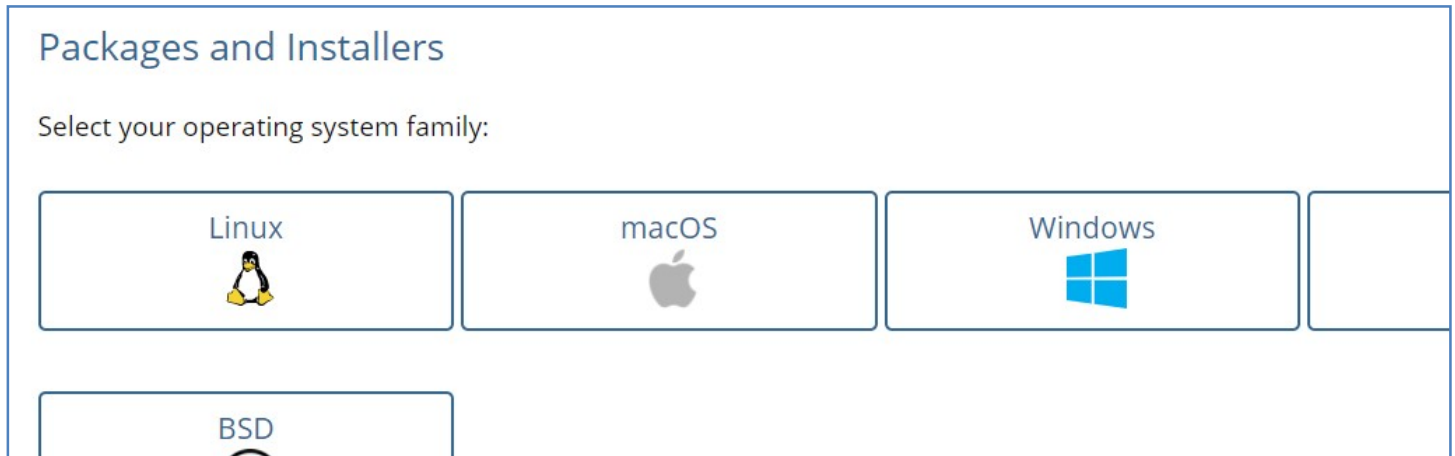 Packages and Installers
Select your operating system family:
Linux macOS Windows
BSD